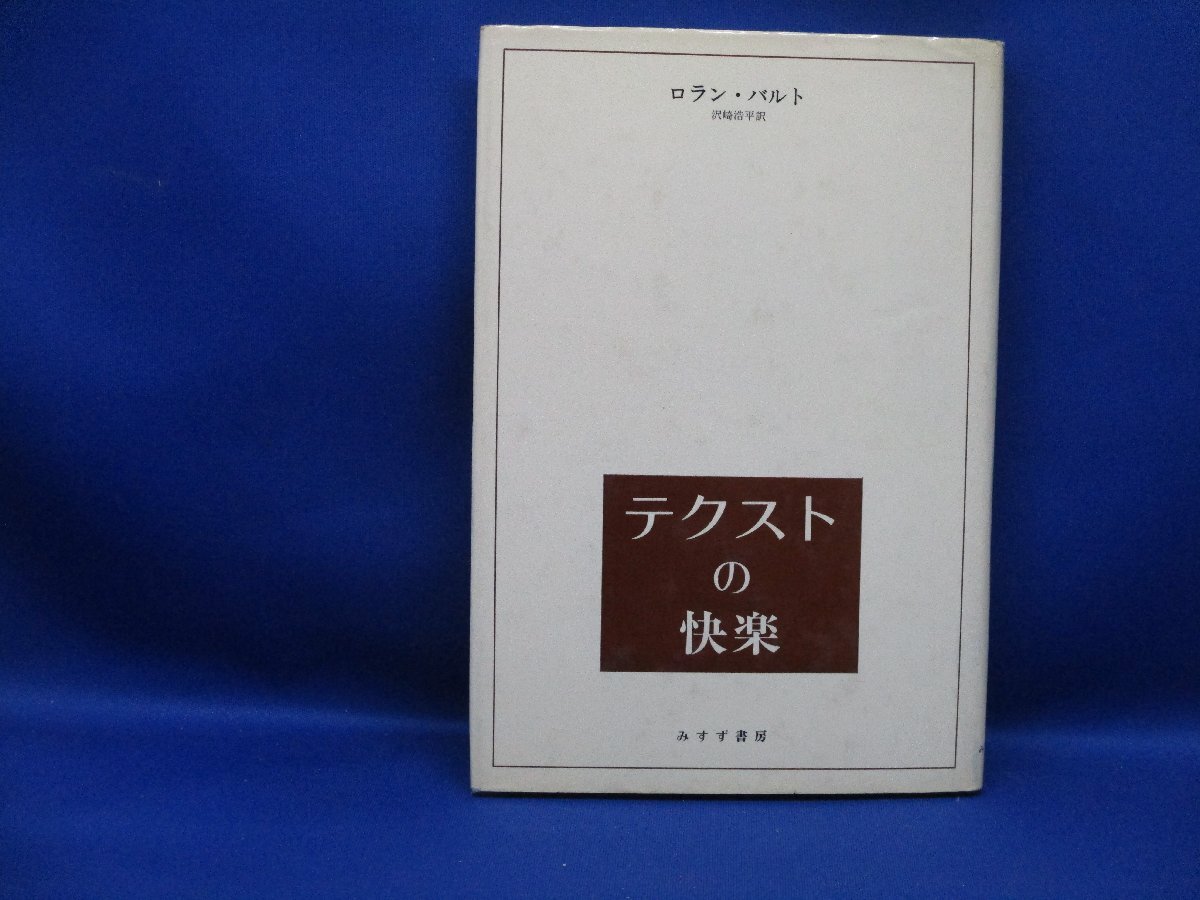 ロラン・バルト
沢崎浩平訳
テクスト
の
快楽
みすず書房